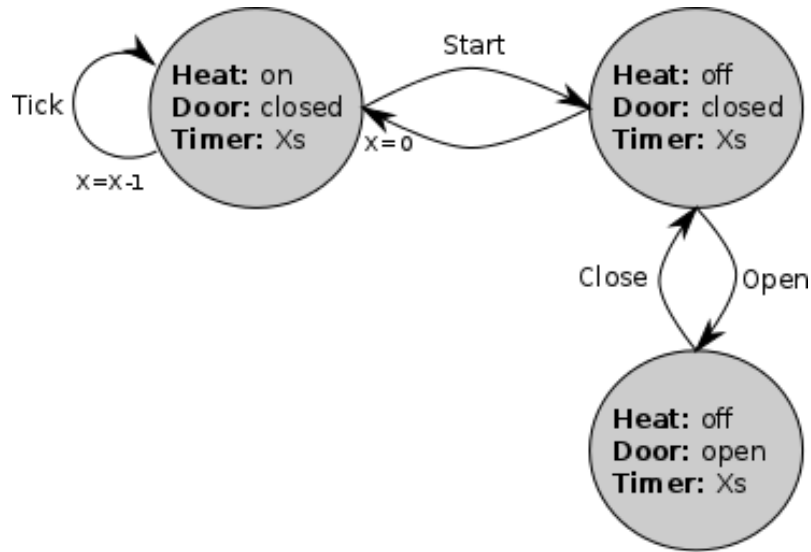 Start
Heat: on
Door: closed
Timer: Xs
Heat: off
Door: closed
Timer: Xs
Tick
X=0
X=X-1
Close
Open
Heat: off
Door: open
Timer: Xs